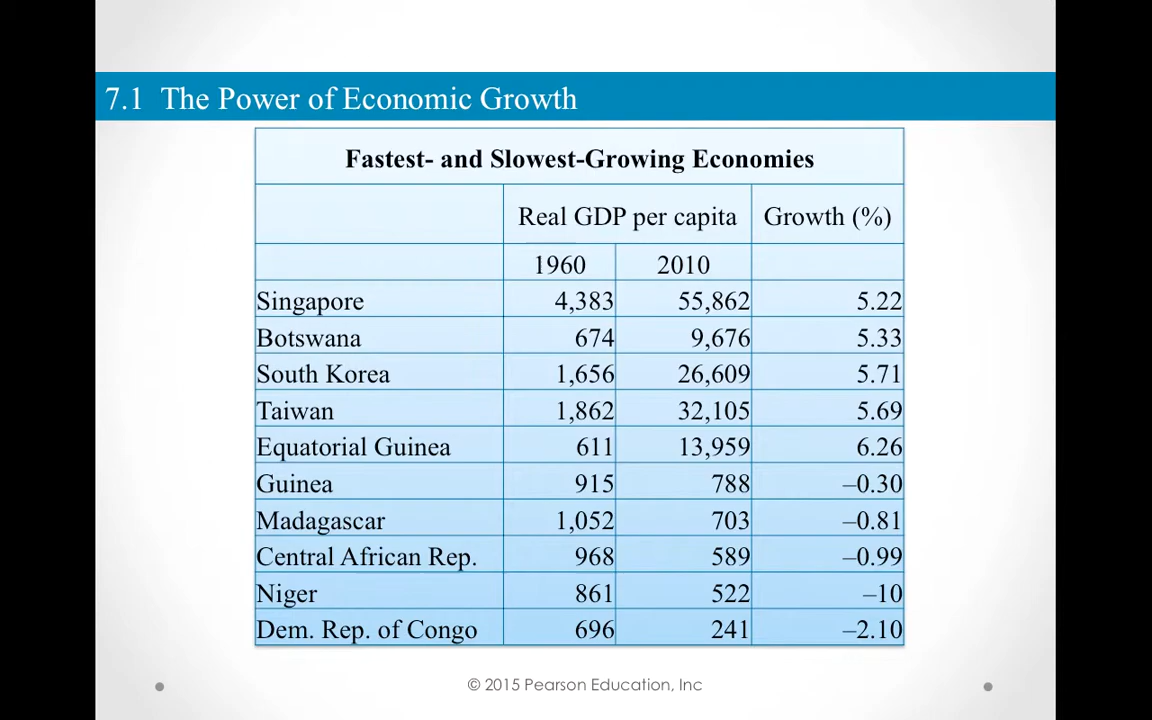 7.1 The Power of Economic Growth
Fastest- and Slowest-Growing Economies
Real GDP per capita Growth (%)
1960 2010
Singapore 4,383 55,862 5.22
Botswana 674 9,676 5.33
South Korea 1,656 26,609 5.71
Taiwan 1,862 32,105 5.69
Equatorial Guinea 611 13,959 6.26
Guinea 915 788 –0.30
Madagascar 1,052 703 –0.81
Central African Rep. 968 589 –0.99
Niger 861 522 –10
Dem. Rep. of Congo 696 241 –2.10
© 2015 Pearson Education, Inc